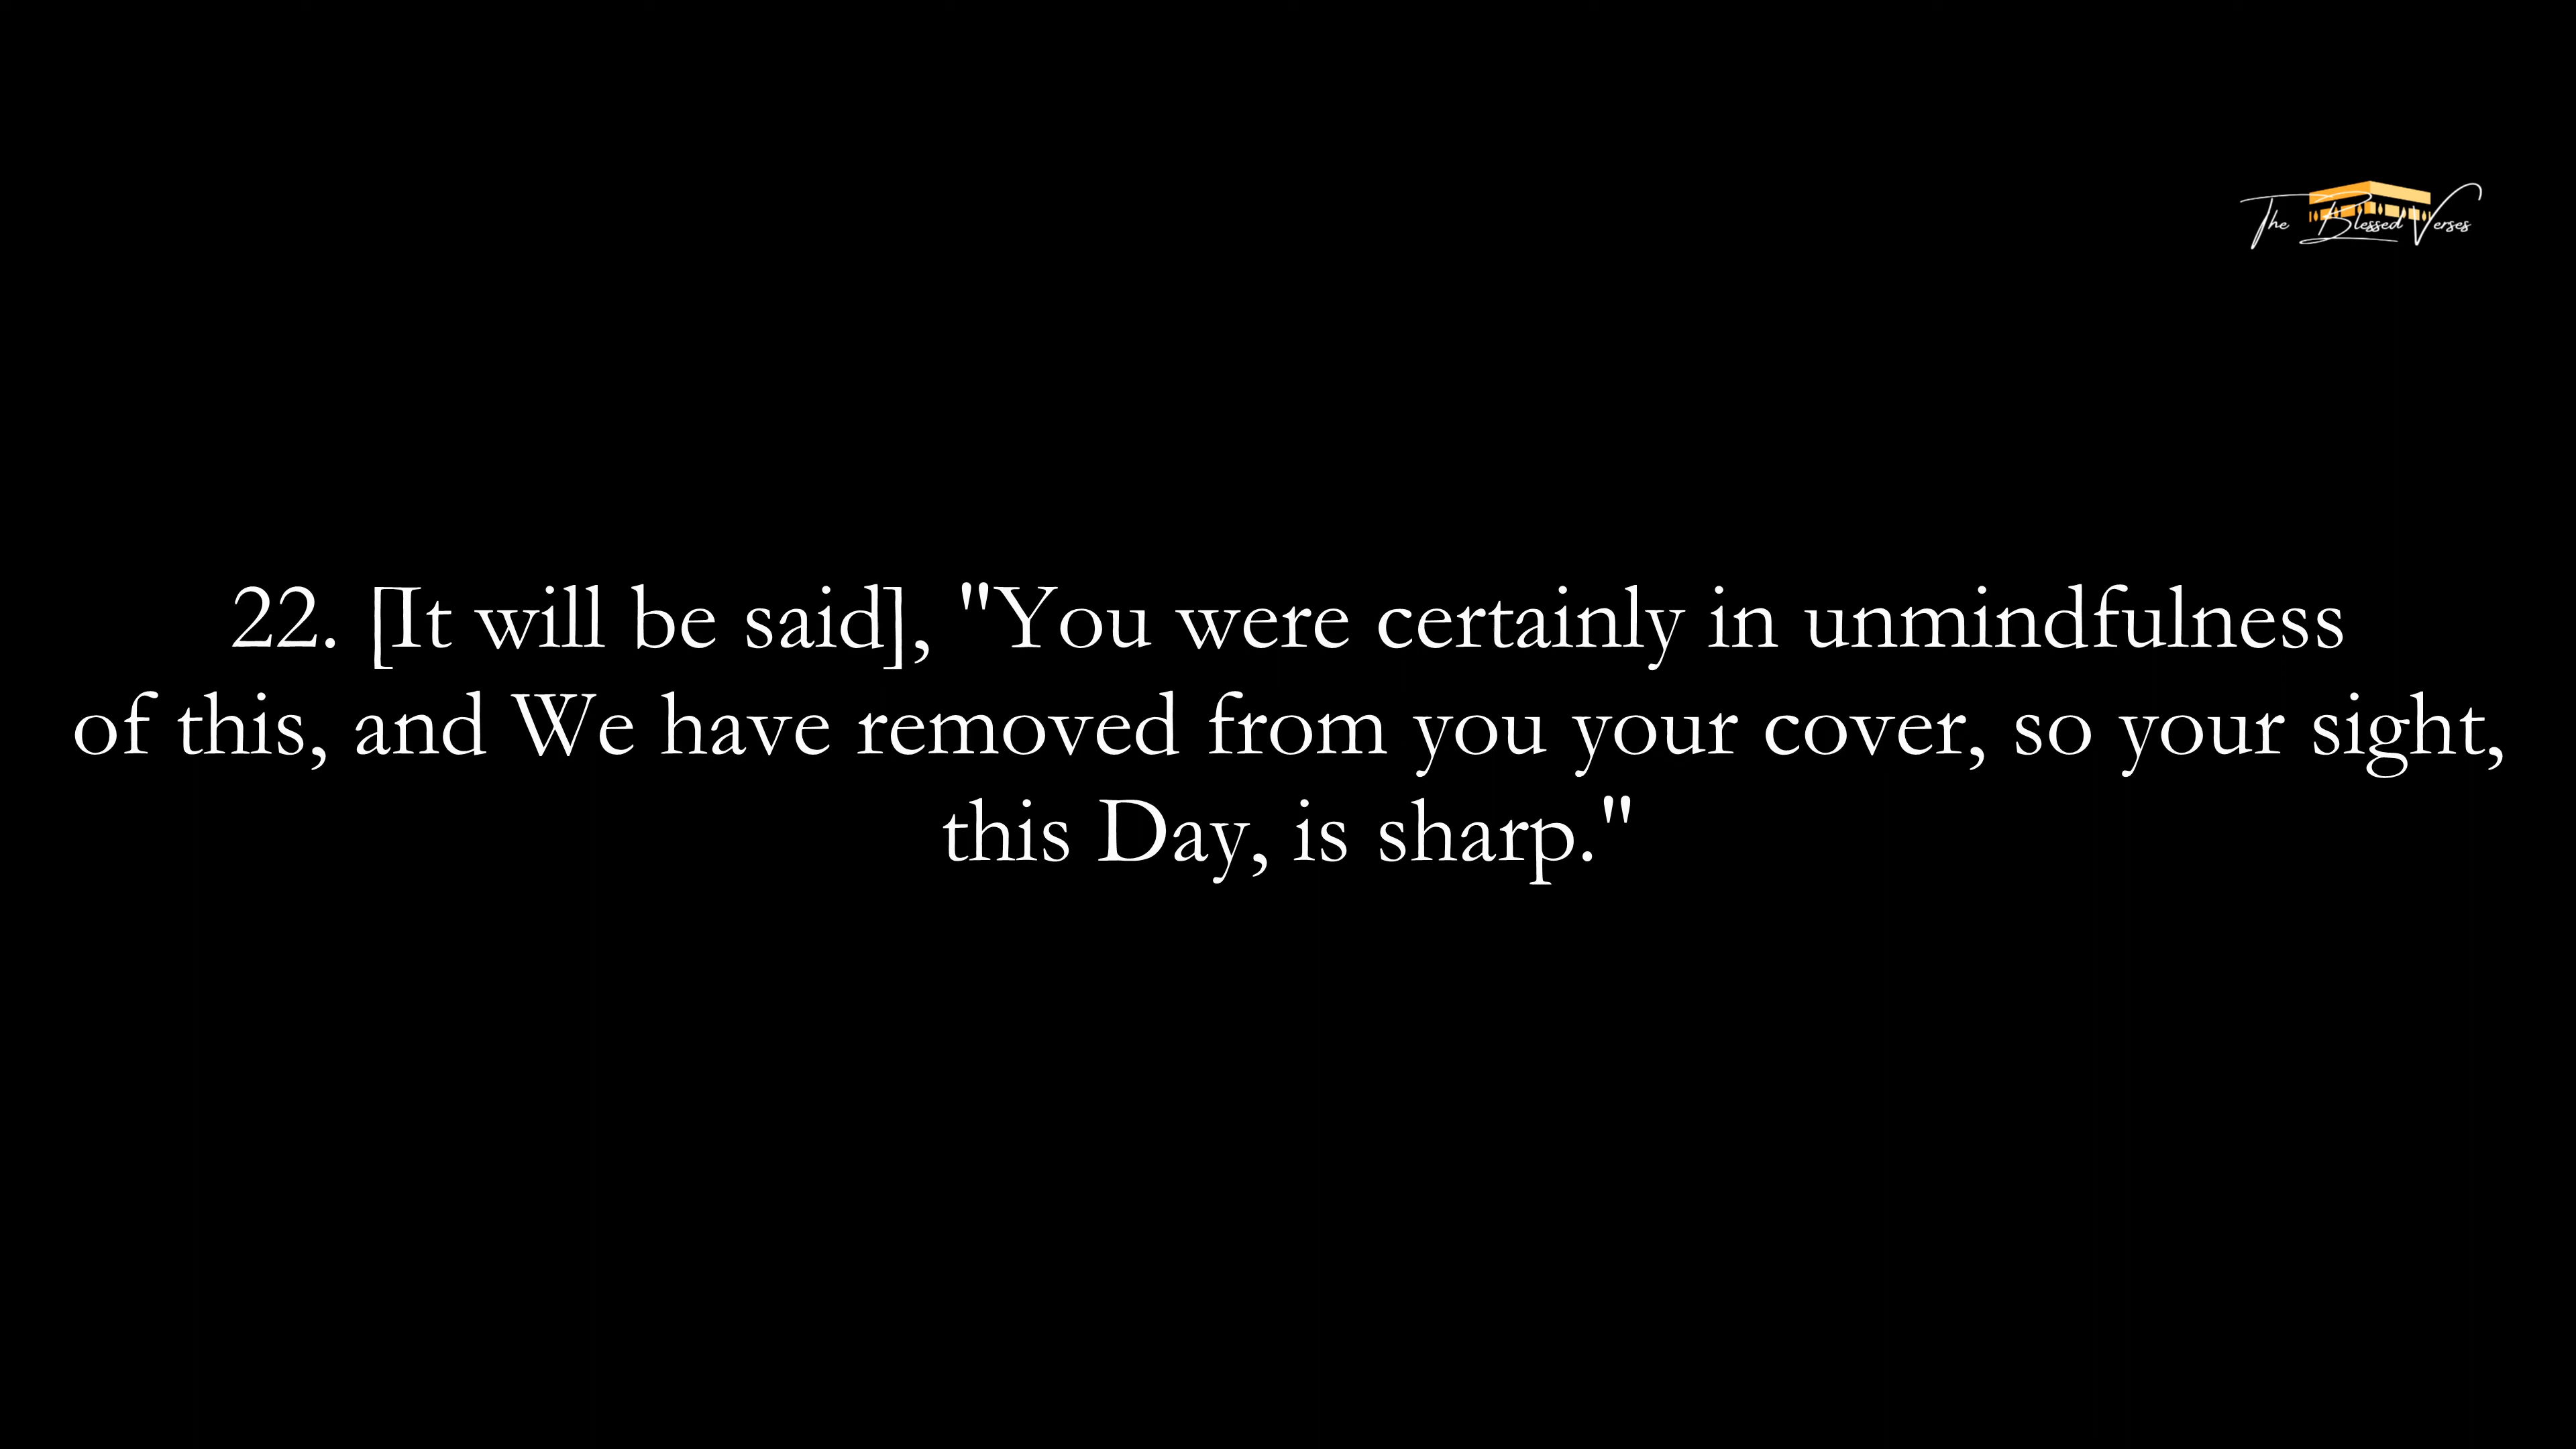 The Blessed Verses
22. [It will be said], "You were certainly in unmindfulness
of this, and We have removed from you your cover, so your sight,
this Day, is sharp."